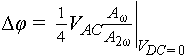 Δφ = 1/4 V_AC A_ω/A_2ω |_V_DC=0